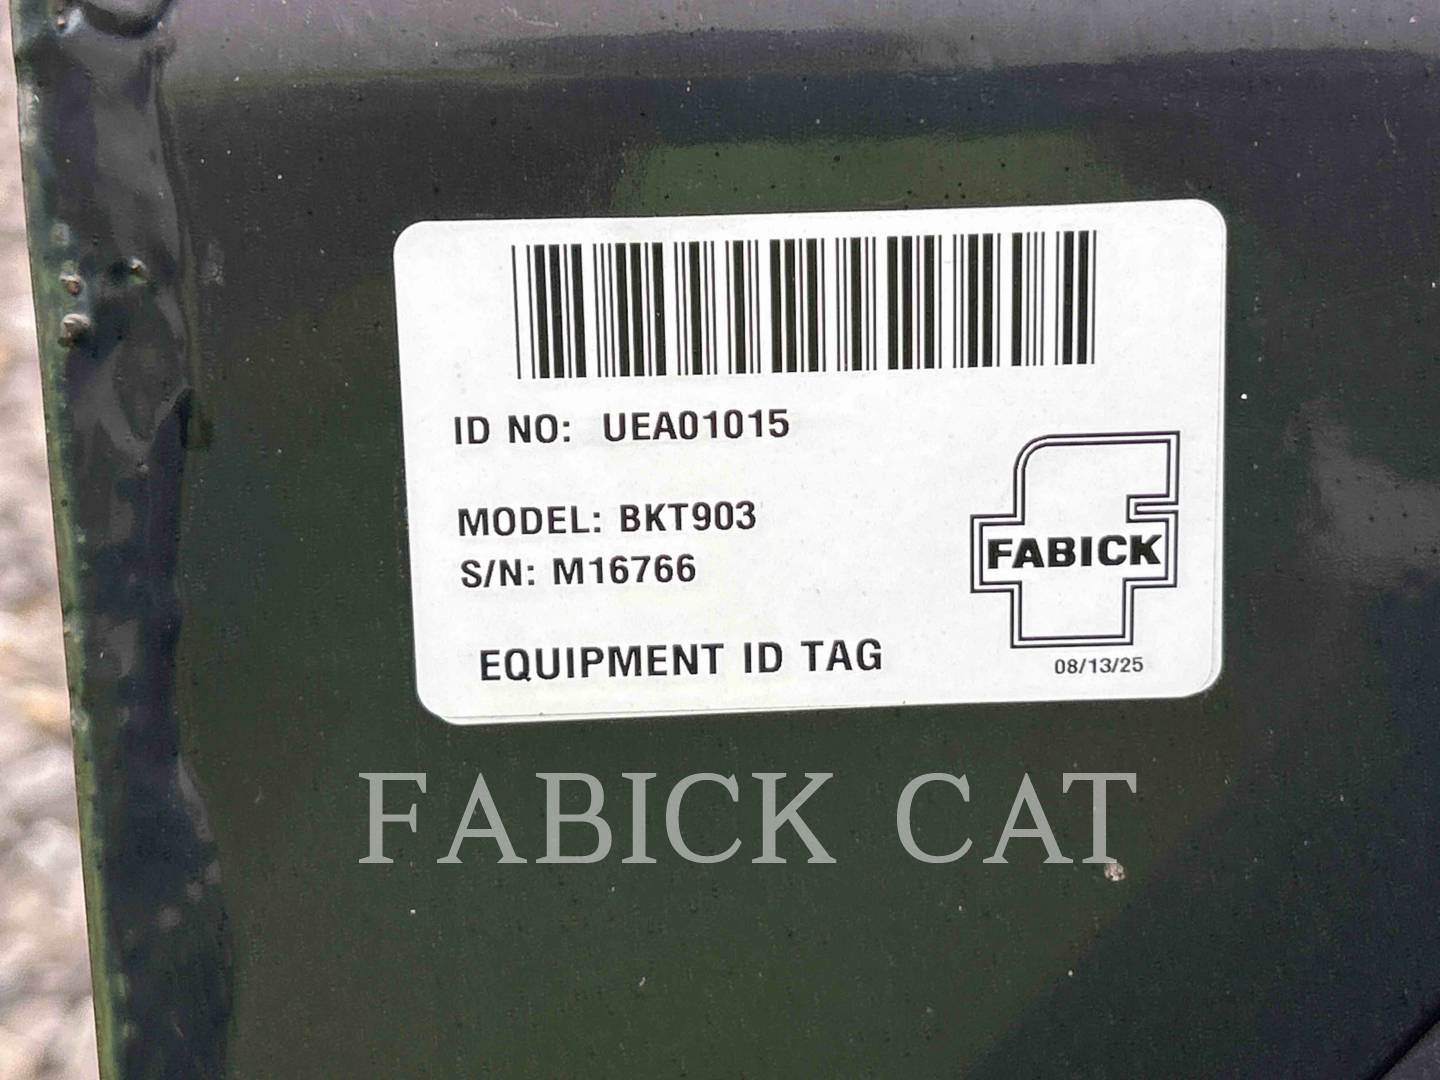 ID NO: UEA01015
MODEL: BKT903
S/N: M16766
FABICK
EQUIPMENT ID TAG
08/13/25
FABICK CAT